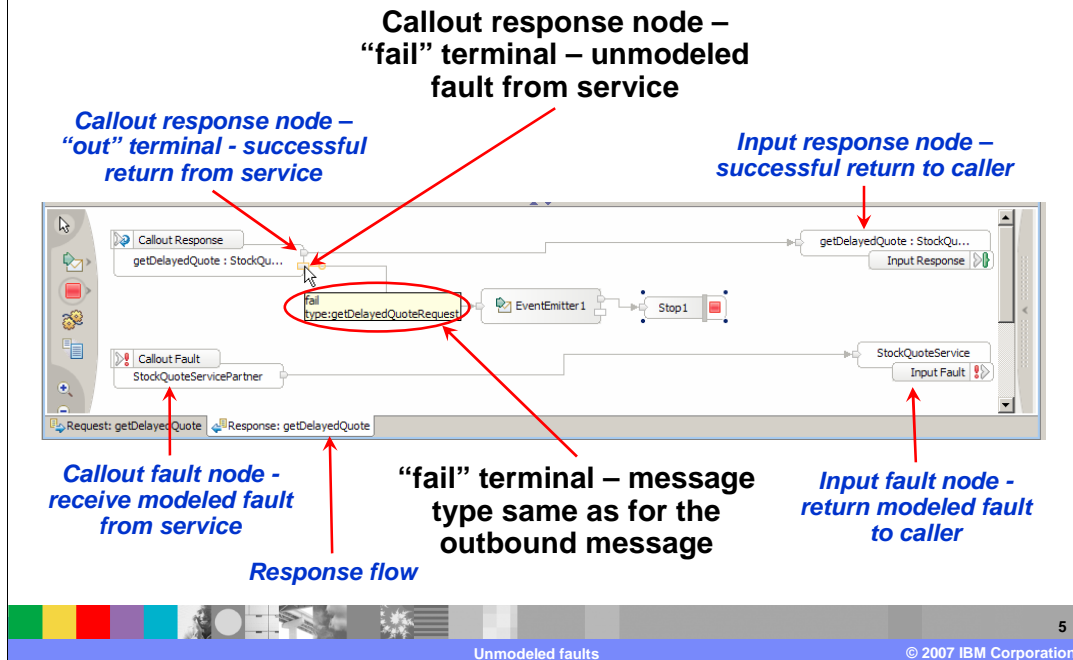 Callout response node –
“fail” terminal – unmodeled
fault from service
Callout response node –
“out” terminal - successful
return from service
Input response node –
successful return to caller
Callout Response
getDelayedQuote : StockQu...
getDelayedQuote : StockQu...
Input Response
fail
type:getDelayedQuoteRequest
EventEmitter1
Stop1
Callout Fault
StockQuoteServicePartner
StockQuoteService
Input Fault
Request: getDelayedQuote
Response: getDelayedQuote
Callout fault node -
receive modeled fault
from service
“fail” terminal – message
type same as for the
outbound message
Input fault node -
return modeled fault
to caller
Response flow
5
Unmodeled faults
© 2007 IBM Corporation